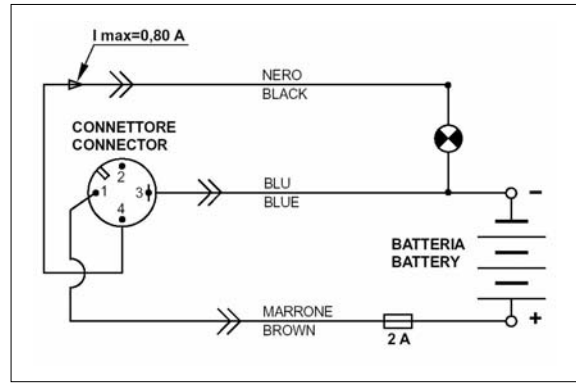 I max=0,80 A
NERO
BLACK
CONNETTORE
CONNECTOR
2
1
3
4
BLU
BLUE
-
BATTERIA
BATTERY
MARRONE
BROWN
2 A
+